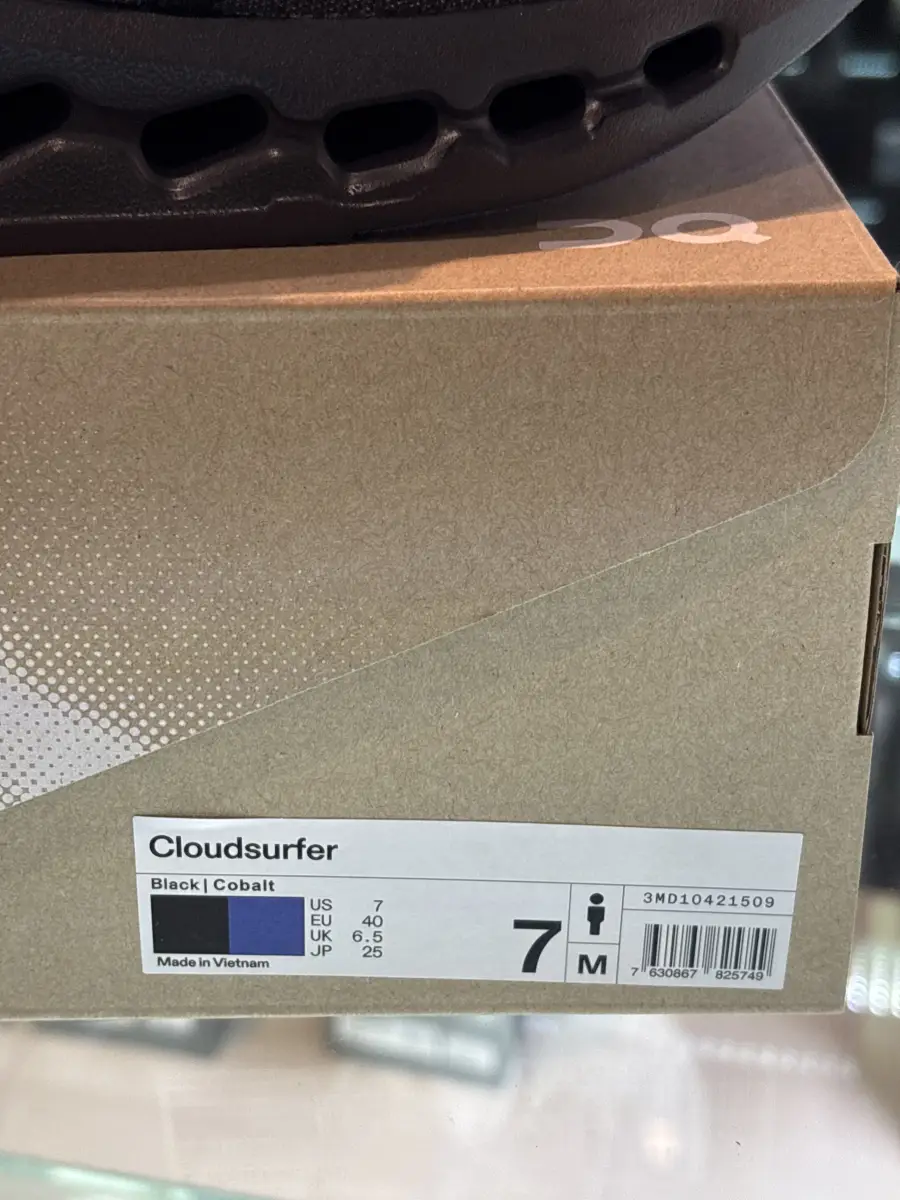 Cloudsurfer
Black | Cobalt
US 7
EU 40
UK 6.5
JP 25
Made in Vietnam
7
M
3MD10421509
7 630867 825749